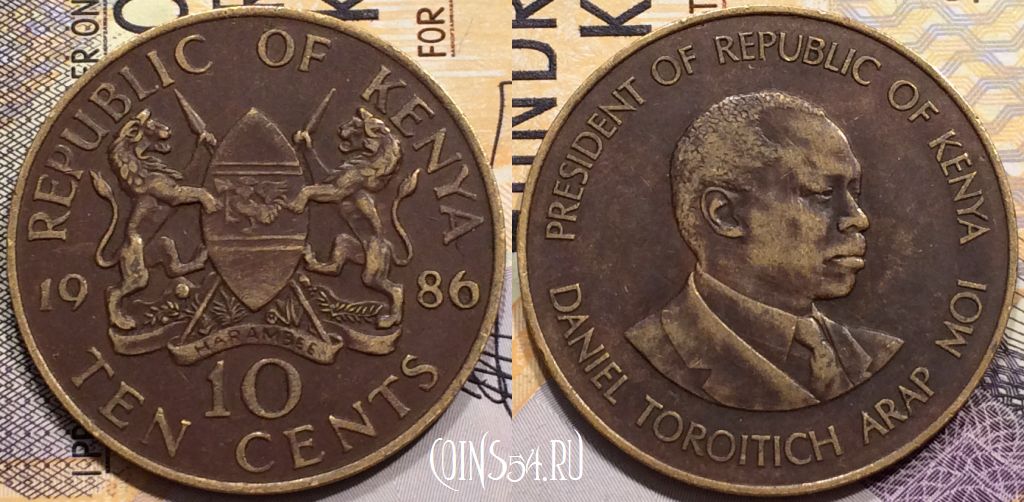 REPUBLIC OF KENYA
19 86
HARAMBEE
10
TEN CENTS
PRESIDENT OF REPUBLIC OF KENYA
DANIEL TOROITICH ARAP MOI
FOR
COINS54.RU